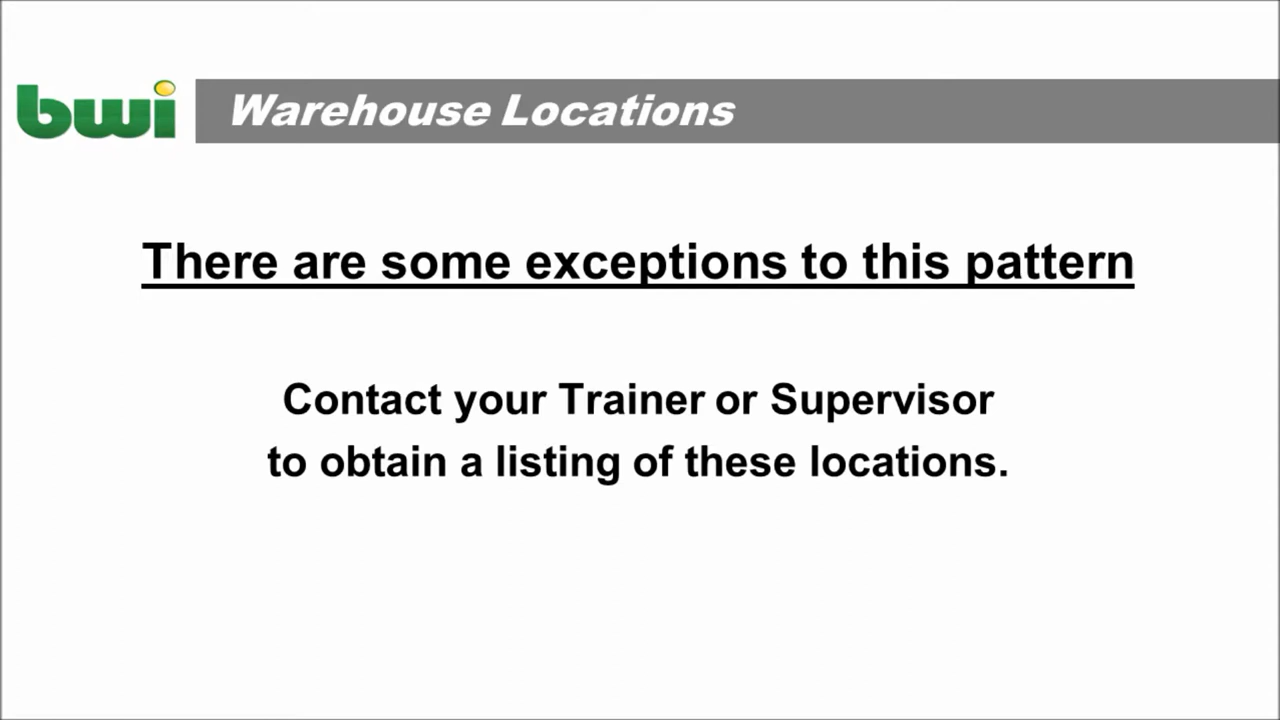 bwi
Warehouse Locations
There are some exceptions to this pattern
Contact your Trainer or Supervisor
to obtain a listing of these locations.